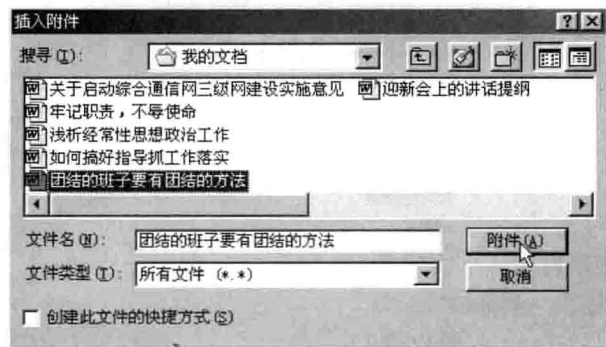 插入附件
搜寻(I): 我的文档
关于启动综合通信网三级网建设实施意见 迎新会上的讲话提纲
牢记职责，不辱使命
浅析经常性思想政治工作
如何搞好指导抓工作落实
团结的班子要有团结的方法
文件名(N): 团结的班子要有团结的方法 附件(A)
文件类型(T): 所有文件 (*.*) 取消
创建此文件的快捷方式(S)